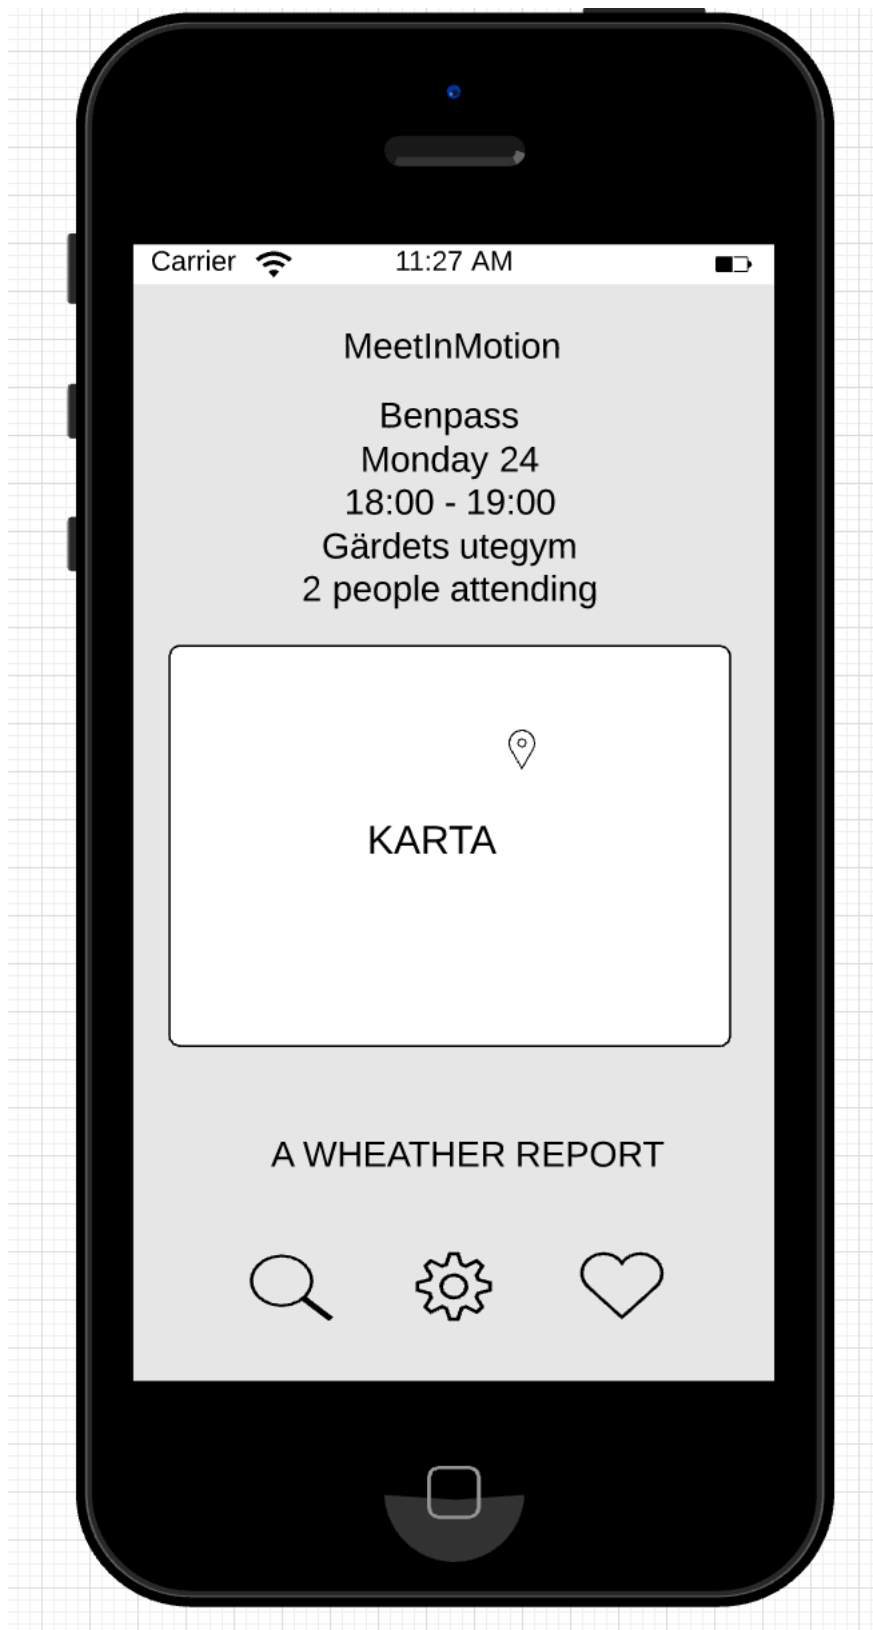 Carrier 11:27 AM
MeetInMotion
Benpass
Monday 24
18:00 - 19:00
Gärdets utegym
2 people attending
KARTA
A WHEATHER REPORT